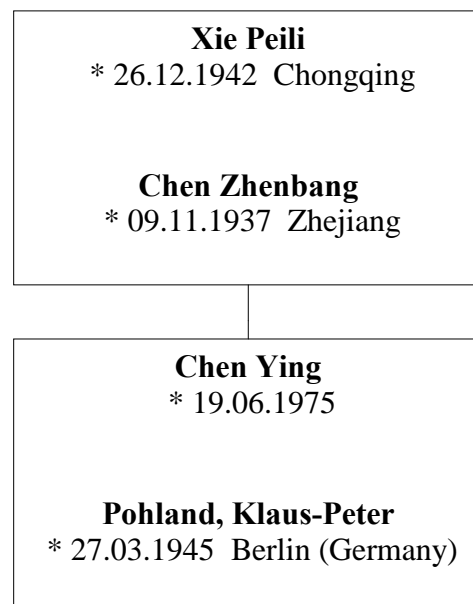 Xie Peili
* 26.12.1942 Chongqing
Chen Zhenbang
* 09.11.1937 Zhejiang
Chen Ying
* 19.06.1975
Pohland, Klaus-Peter
* 27.03.1945 Berlin (Germany)